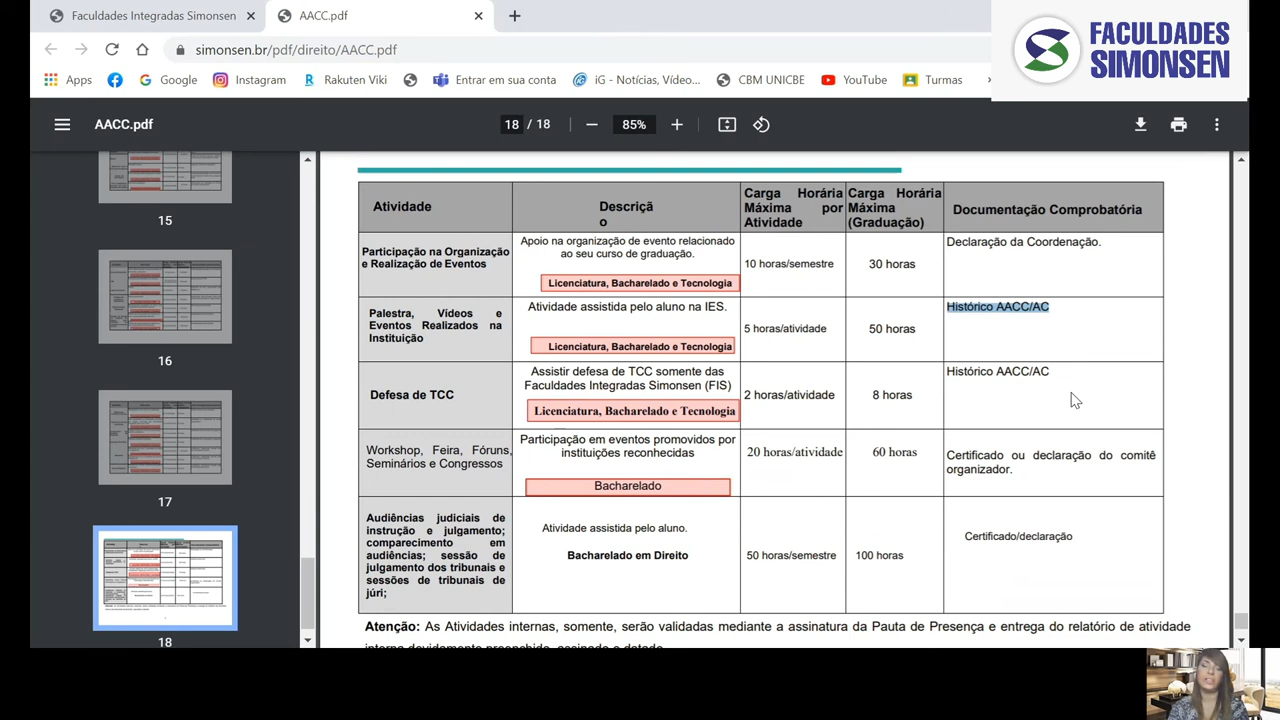 Faculdades Integradas Simonsen
AACC.pdf
simonsen.br/pdf/direito/AACC.pdf
Apps
Google
Instagram
Rakuten Viki
Entrar em sua conta
iG - Notícias, Vídeo...
CBM UNICBE
YouTube
Turmas
FACULDADES
SIMONSEN
AACC.pdf
18 / 18
85%
15
16
17
18
Atividade
Descriçã
o
Carga Horária
Máxima por
Atividade
Carga Horária
Máxima
(Graduação)
Documentação Comprobatória
Participação na Organização
e Realização de Eventos
Apoio na organização de evento relacionado
ao seu curso de graduação.
Licenciatura, Bacharelado e Tecnologia
10 horas/semestre
30 horas
Declaração da Coordenação.
Palestra, Vídeos e
Eventos Realizados na
Instituição
Atividade assistida pelo aluno na IES.
Licenciatura, Bacharelado e Tecnologia
5 horas/atividade
50 horas
Histórico AACC/AC
Defesa de TCC
Assistir defesa de TCC somente das
Faculdades Integradas Simonsen (FIS)
Licenciatura, Bacharelado e Tecnologia
2 horas/atividade
8 horas
Histórico AACC/AC
Workshop, Feira, Fóruns,
Seminários e Congressos
Participação em eventos promovidos por
instituições reconhecidas
Bacharelado
20 horas/atividade
60 horas
Certificado ou declaração do comitê
organizador.
Audiências judiciais de
instrução e julgamento;
comparecimento em
audiências; sessão de
julgamento dos tribunais e
sessões de tribunais de
júri;
Atividade assistida pelo aluno.
Bacharelado em Direito
50 horas/semestre
100 horas
Certificado/declaração
Atenção: As Atividades internas, somente, serão validadas mediante a assinatura da Pauta de Presença e entrega do relatório de atividade
interna devidamente preenchido, assinado e datado.